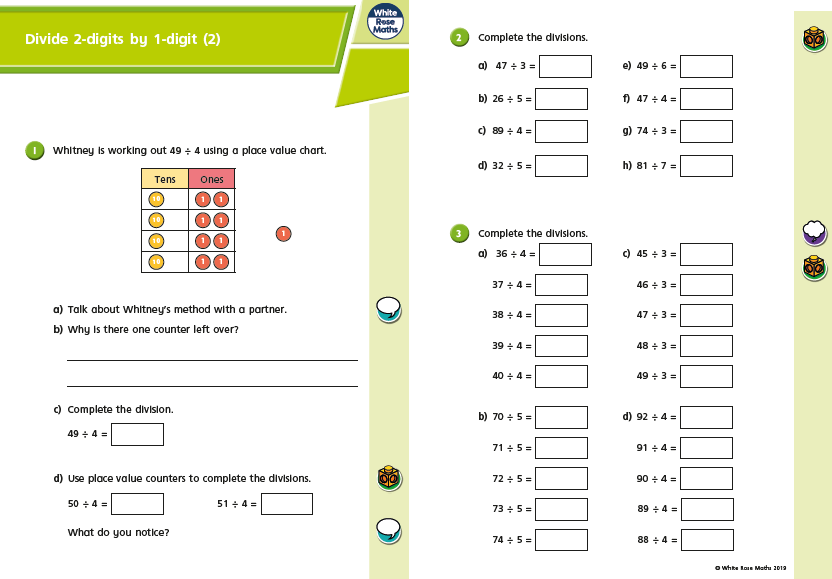 Divide 2-digits by 1-digit (2)
White
Rose
Maths
1
Whitney is working out 49 ÷ 4 using a place value chart.
Tens Ones
10 1 1
10 1 1
1
10 1 1
10 1 1
a) Talk about Whitney's method with a partner.
b) Why is there one counter left over?
c) Complete the division.
49 ÷ 4 =
d) Use place value counters to complete the divisions.
50 ÷ 4 = 51 ÷ 4 =
What do you notice?
2
Complete the divisions.
a) 47 ÷ 3 = e) 49 ÷ 6 =
b) 26 ÷ 5 = f) 47 ÷ 4 =
c) 89 ÷ 4 = g) 74 ÷ 3 =
d) 32 ÷ 5 = h) 81 ÷ 7 =
3
Complete the divisions.
a) 36 ÷ 4 = c) 45 ÷ 3 =
37 ÷ 4 = 46 ÷ 3 =
38 ÷ 4 = 47 ÷ 3 =
39 ÷ 4 = 48 ÷ 3 =
40 ÷ 4 = 49 ÷ 3 =
b) 70 ÷ 5 = d) 92 ÷ 4 =
71 ÷ 5 = 91 ÷ 4 =
72 ÷ 5 = 90 ÷ 4 =
73 ÷ 5 = 89 ÷ 4 =
74 ÷ 5 = 88 ÷ 4 =
© White Rose Maths 2019